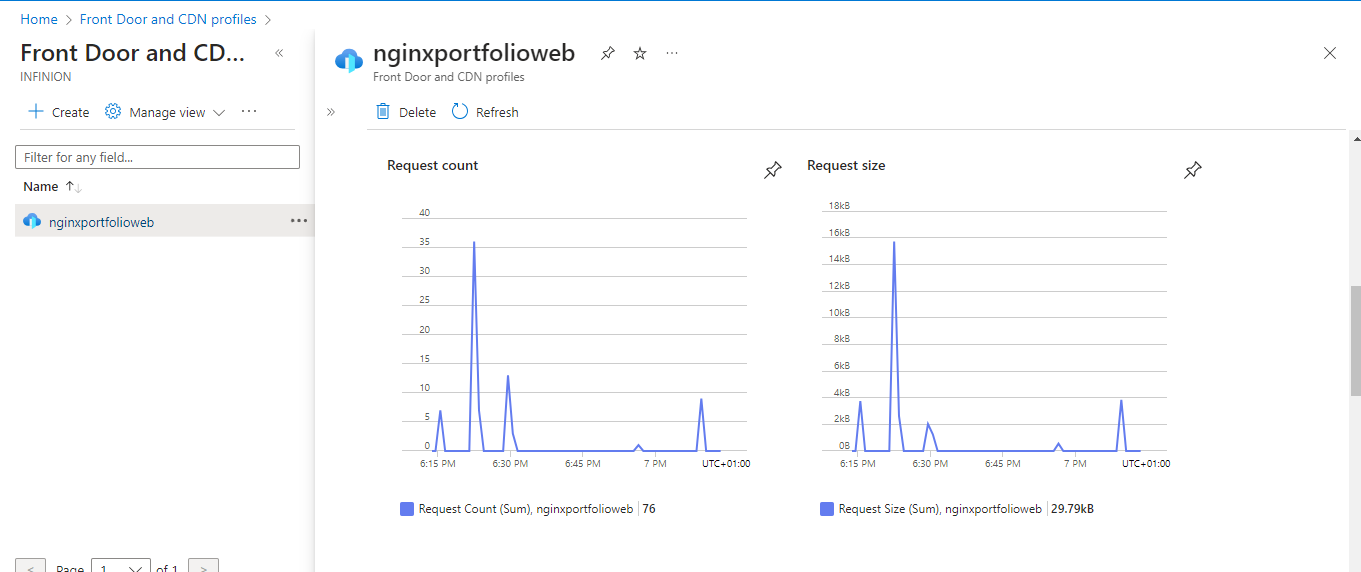 Home > Front Door and CDN profiles >
Front Door and CD... «
INFINION
+ Create Manage view ...
Filter for any field...
Name ↑↓
nginxportfolioweb ...
< Page 1 of 1 >
nginxportfolioweb ...
Front Door and CDN profiles
» Delete Refresh
Request count
40
35
30
25
20
15
10
5
0
6:15 PM 6:30 PM 6:45 PM 7 PM UTC+01:00
Request Count (Sum), nginxportfolioweb | 76
Request size
18kB
16kB
14kB
12kB
10kB
8kB
6kB
4kB
2kB
0B
6:15 PM 6:30 PM 6:45 PM 7 PM UTC+01:00
Request Size (Sum), nginxportfolioweb | 29.79kB